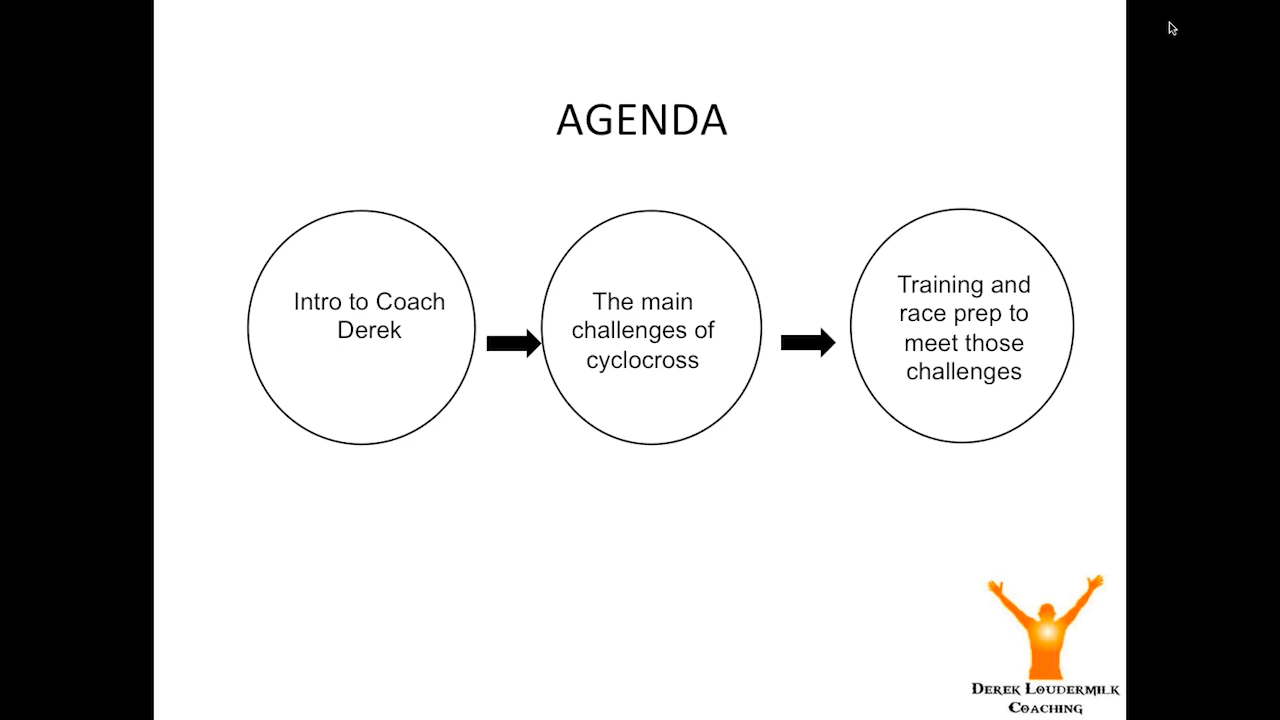 AGENDA
Intro to Coach
Derek
The main
challenges of
cyclocross
Training and
race prep to
meet those
challenges
Derek Loudermilk
Coaching